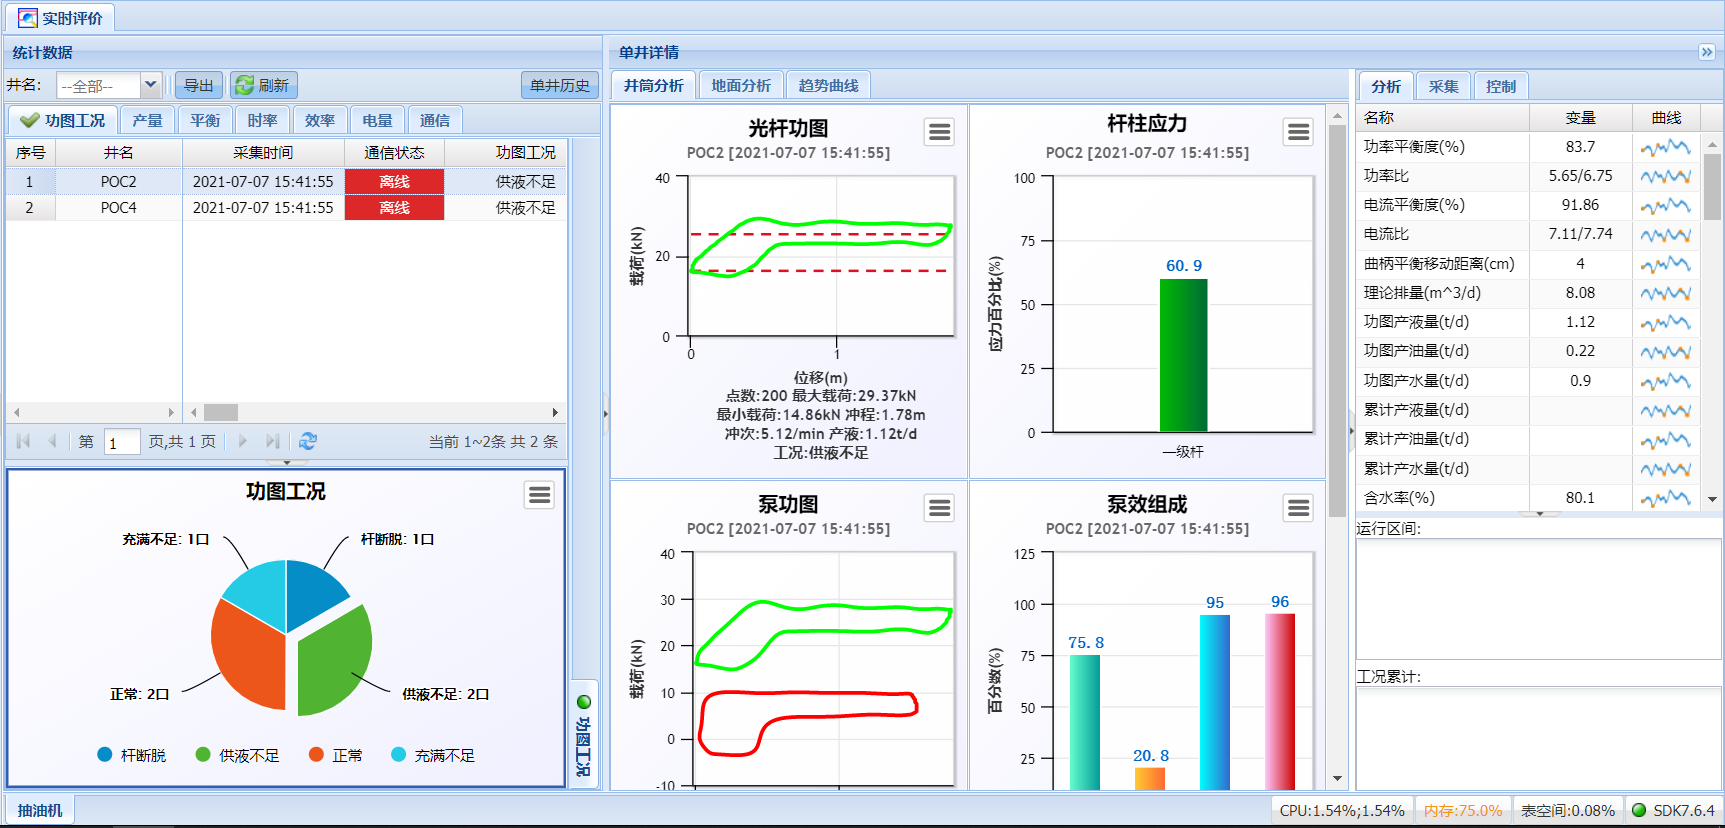 实时评价
统计数据
井名: --全部-- 导出 刷新 单井历史
功图工况 产量 平衡 时率 效率 电量 通信
序号 井名 采集时间 通信状态 功图工况
1 POC2 2021-07-07 15:41:55 离线 供液不足
2 POC4 2021-07-07 15:41:55 离线 供液不足
第 1 页,共 1 页 当前 1~2条 共 2 条
功图工况
充满不足: 1口 杆断脱: 1口
正常: 2口 供液不足: 2口
杆断脱 供液不足 正常 充满不足
功图工况
单井详情
井筒分析 地面分析 趋势曲线
光杆功图
POC2 [2021-07-07 15:41:55]
载荷(kN)
40
20
0
0 1
位移(m)
点数:200 最大载荷:29.37kN
最小载荷:14.86kN 冲程:1.78m
冲次:5.12/min 产液:1.12t/d
工况:供液不足
杆柱应力
POC2 [2021-07-07 15:41:55]
应力百分比(%)
100
75
50
25
0
60.9
一级杆
泵功图
POC2 [2021-07-07 15:41:55]
载荷(kN)
40
30
20
10
0
-10
泵效组成
POC2 [2021-07-07 15:41:55]
百分数(%)
125
100
75
50
25
75.8 20.8 95 96
分析 采集 控制
名称 变量 曲线
功率平衡度(%) 83.7
功率比 5.65/6.75
电流平衡度(%) 91.86
电流比 7.11/7.74
曲柄平衡移动距离(cm) 4
理论排量(m^3/d) 8.08
功图产液量(t/d) 1.12
功图产油量(t/d) 0.22
功图产水量(t/d) 0.9
累计产液量(t/d)
累计产油量(t/d)
累计产水量(t/d)
含水率(%) 80.1
运行区间:
工况累计:
抽油机
CPU:1.54%;1.54% 内存:75.0% 表空间:0.08% SDK7.6.4